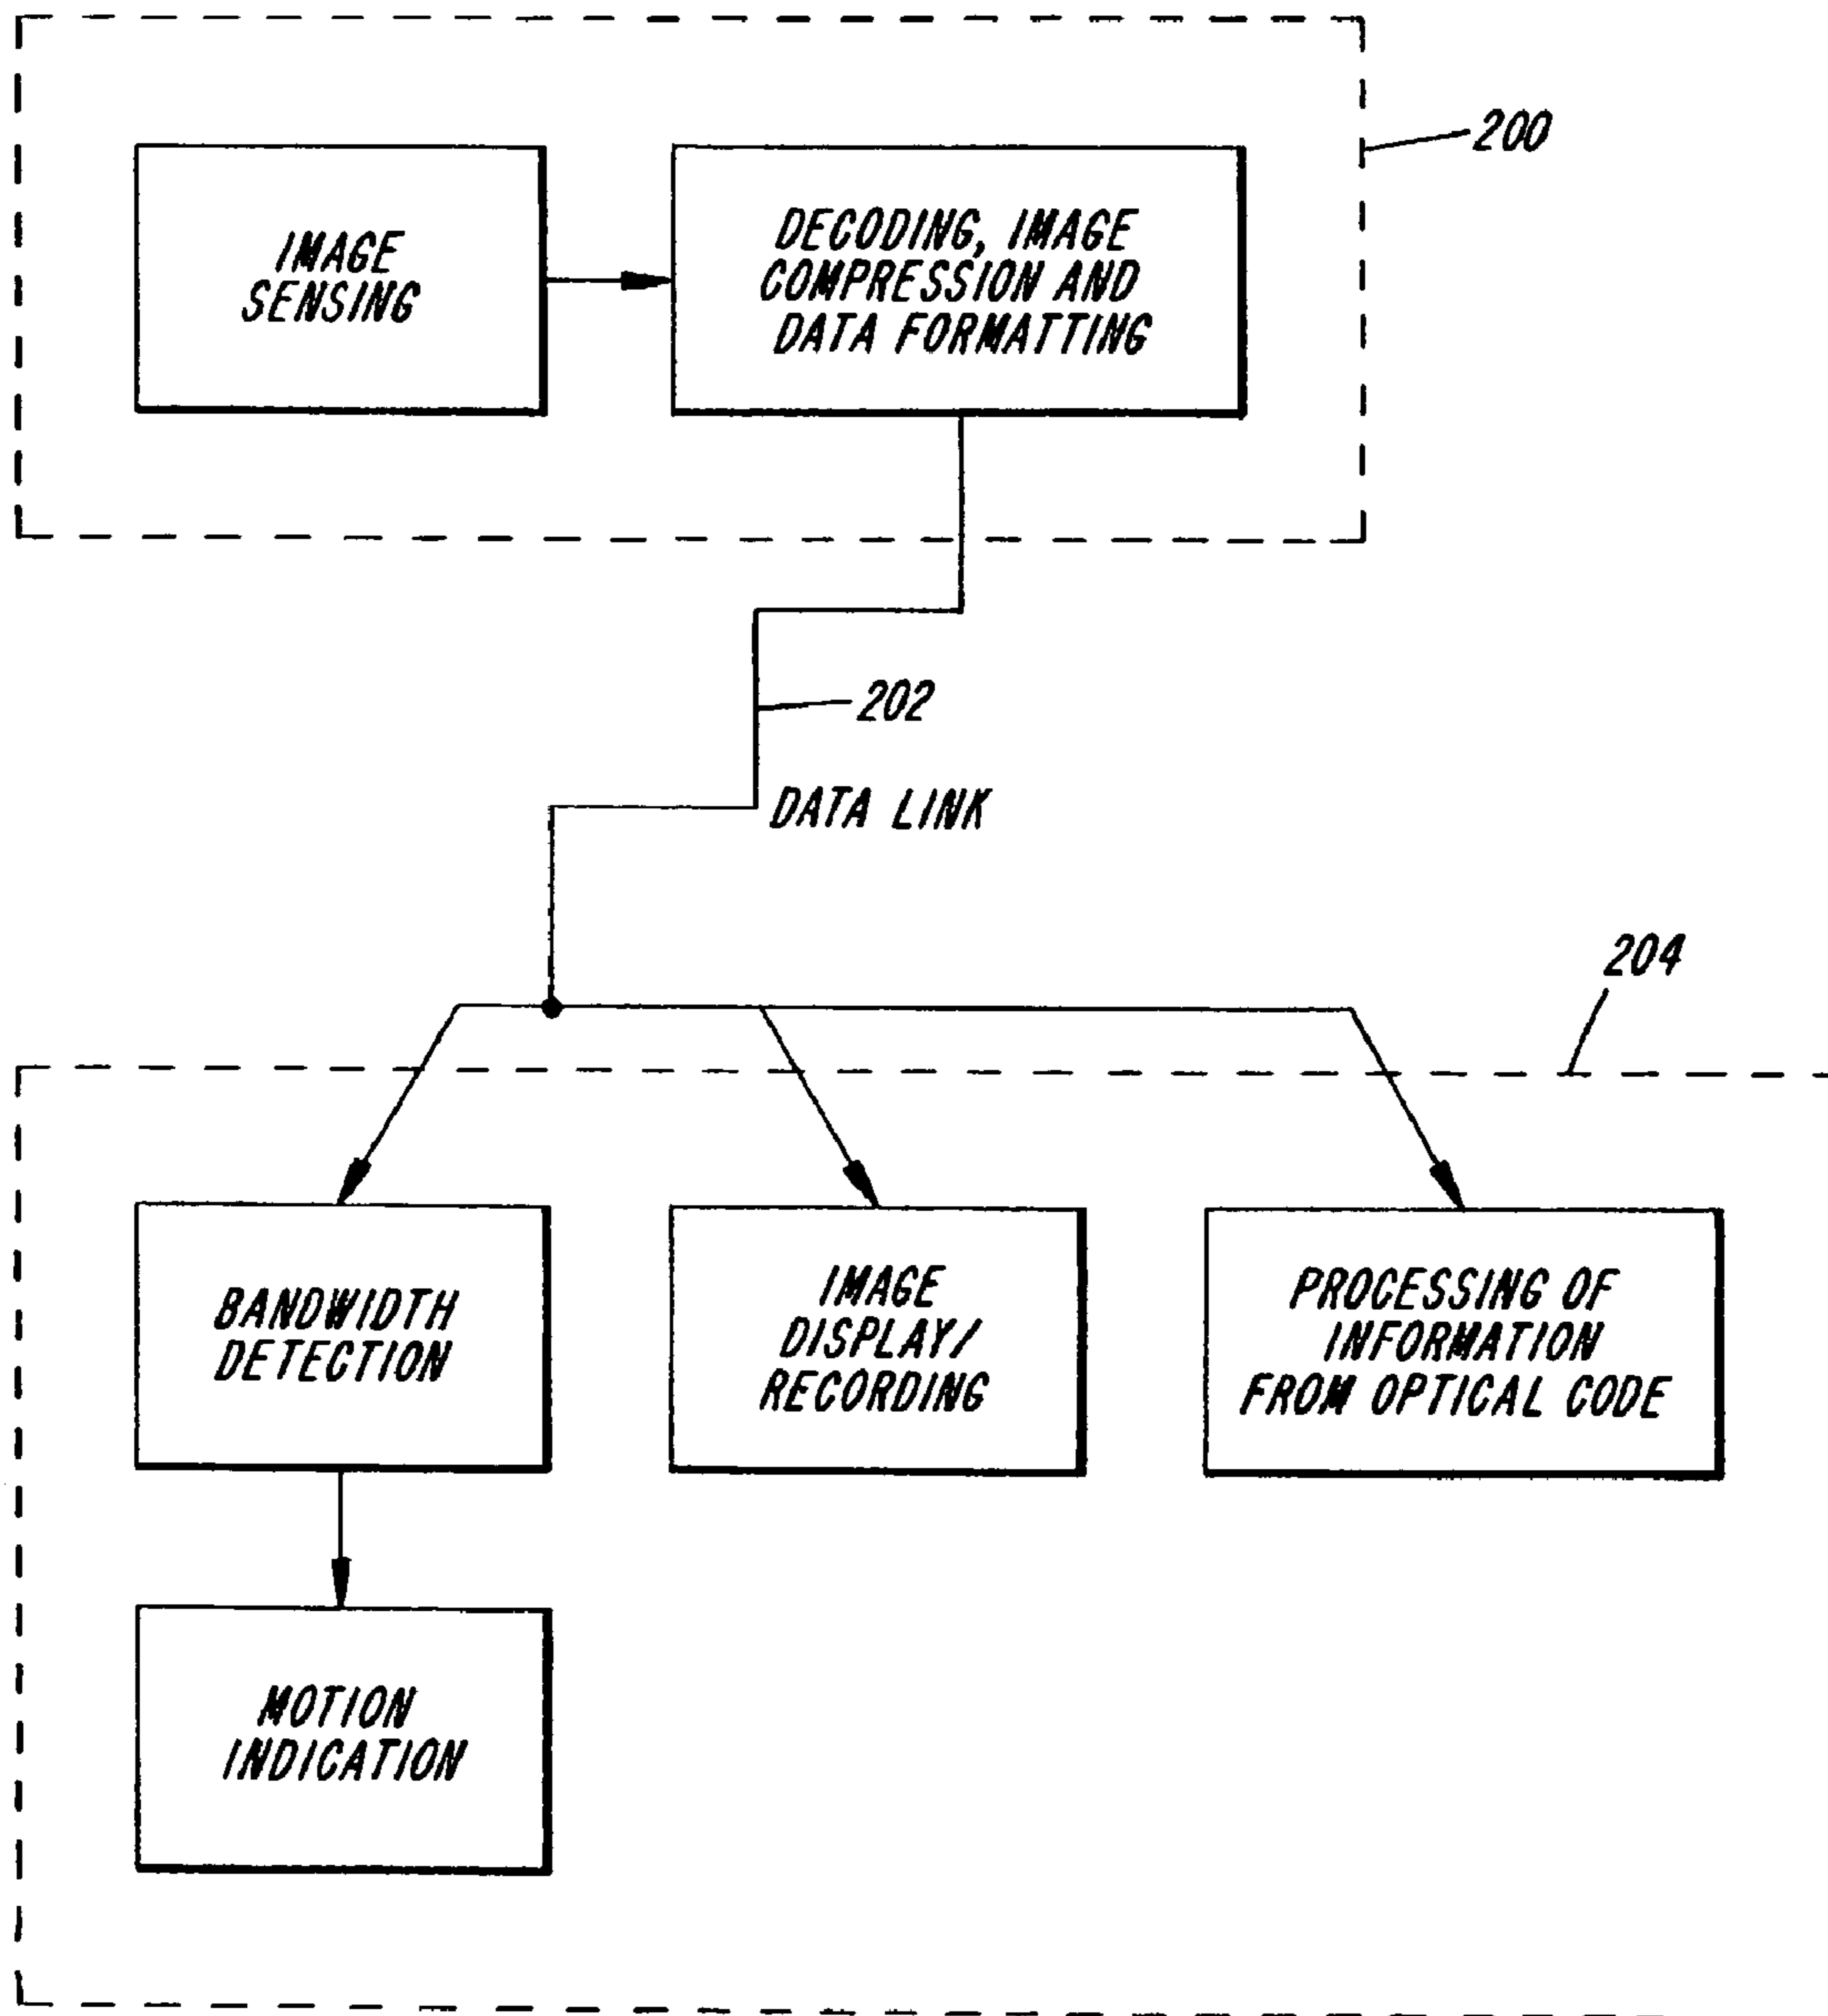 200
IMAGE
SENSING
DECODING, IMAGE
COMPRESSION AND
DATA FORMATTING
202
DATA LINK
204
BANDWIDTH
DETECTION
IMAGE
DISPLAY/
RECORDING
PROCESSING OF
INFORMATION
FROM OPTICAL CODE
MOTION
INDICATION